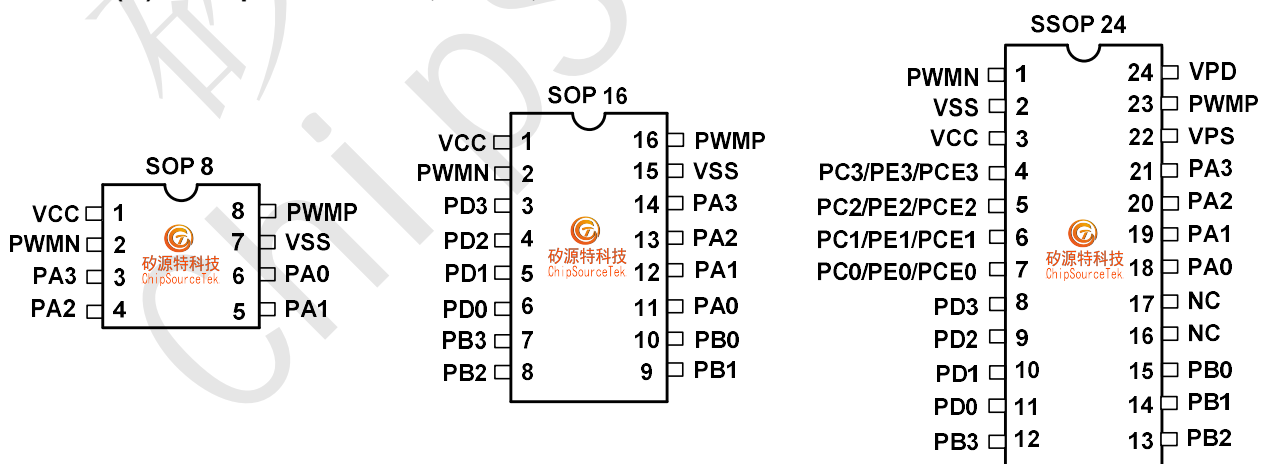 SOP 8
VCC 1 8 PWMP
PWMN 2 7 VSS
PA3 3 6 PA0
PA2 4 5 PA1
矽源特科技
ChipSourceTek
SOP 16
VCC 1 16 PWMP
PWMN 2 15 VSS
PD3 3 14 PA3
PD2 4 13 PA2
PD1 5 12 PA1
PD0 6 11 PA0
PB3 7 10 PB0
PB2 8 9 PB1
矽源特科技
ChipSourceTek
SSOP 24
PWMN 1 24 VPD
VSS 2 23 PWMP
VCC 3 22 VPS
PC3/PE3/PCE3 4 21 PA3
PC2/PE2/PCE2 5 20 PA2
PC1/PE1/PCE1 6 19 PA1
PC0/PE0/PCE0 7 18 PA0
PD3 8 17 NC
PD2 9 16 NC
PD1 10 15 PB0
PD0 11 14 PB1
PB3 12 13 PB2
矽源特科技
ChipSourceTek